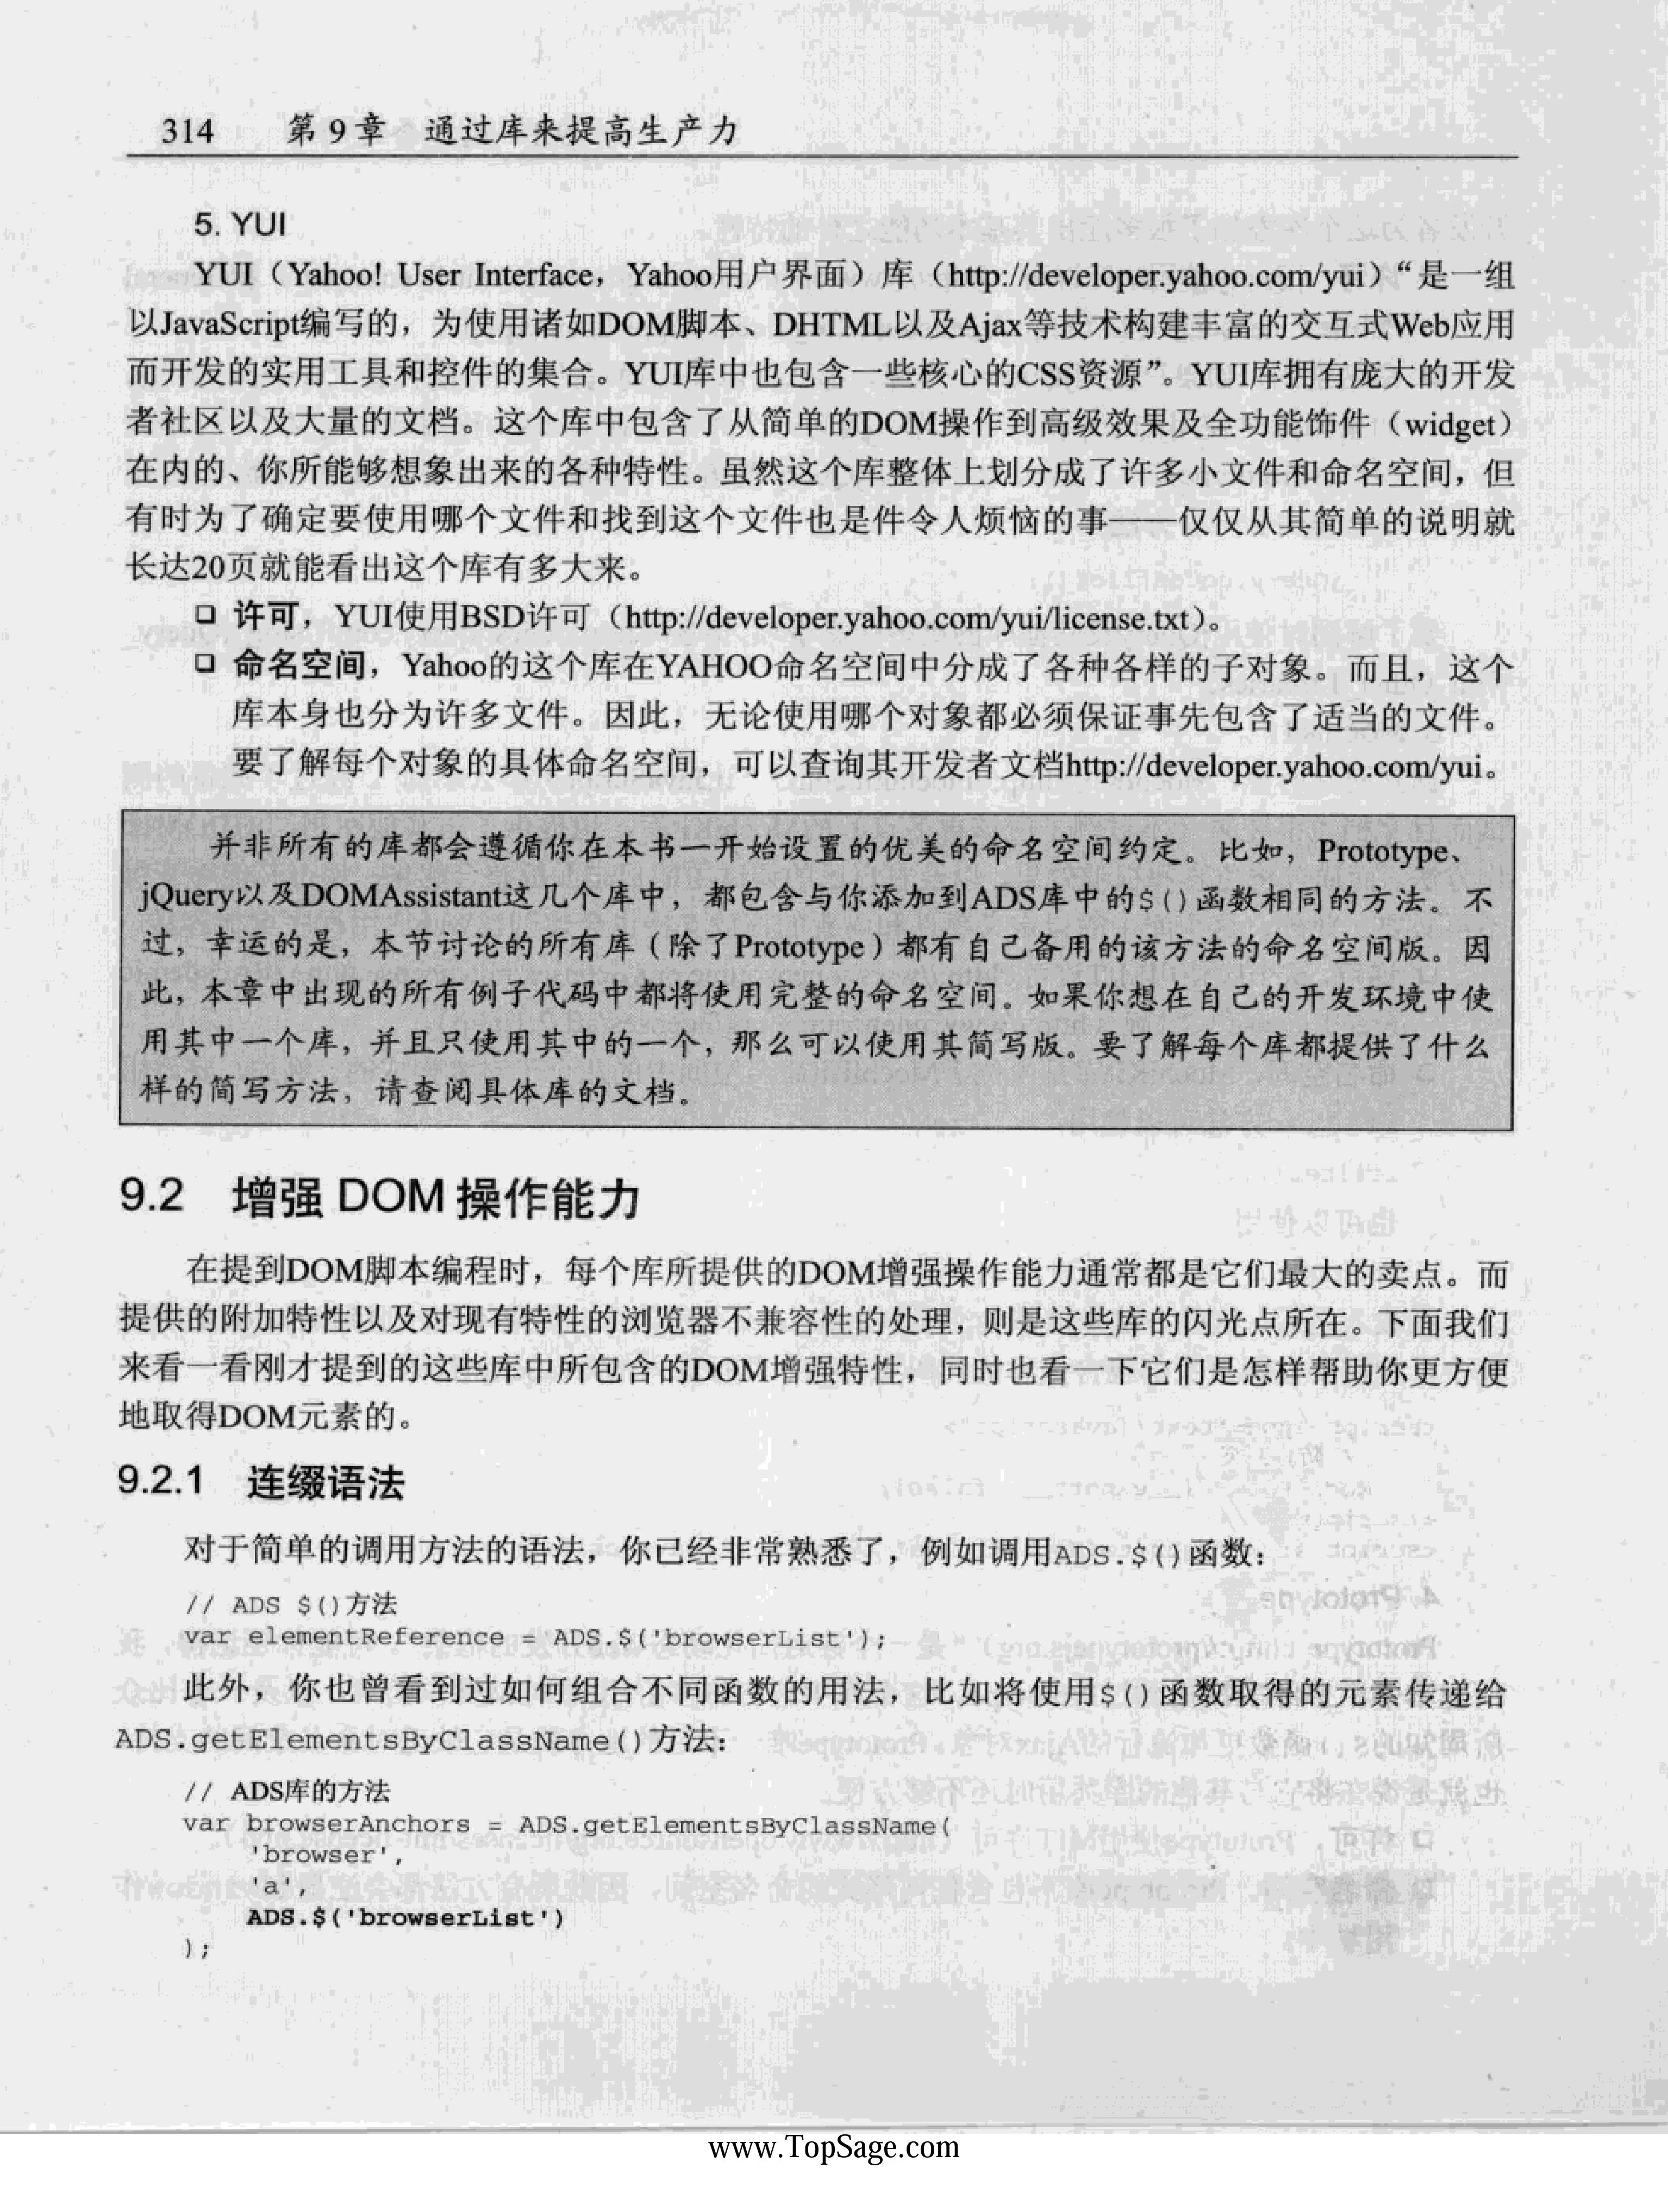 314 第 9 章 通过库来提高生产力
5. YUI
YUI（Yahoo! User Interface，Yahoo用户界面）库（http://developer.yahoo.com/yui）“是一组
以JavaScript编写的，为使用诸如DOM脚本、DHTML以及Ajax等技术构建丰富的交互式Web应用
而开发的实用工具和控件的集合。YUI库中也包含一些核心的CSS资源”。YUI库拥有庞大的开发
者社区以及大量的文档。这个库中包含了从简单的DOM操作到高级效果及全功能饰件（widget）
在内的、你所能够想象出来的各种特性。虽然这个库整体上划分成了许多小文件和命名空间，但
有时为了确定要使用哪个文件和找到这个文件也是件令人烦恼的事——仅仅从其简单的说明就
长达20页就能看出这个库有多大来。
❑ 许可，YUI使用BSD许可（http://developer.yahoo.com/yui/license.txt）。
❑ 命名空间，Yahoo的这个库在YAHOO命名空间中分成了各种各样的子对象。而且，这个
库本身也分为许多文件。因此，无论使用哪个对象都必须保证事先包含了适当的文件。
要了解每个对象的具体命名空间，可以查询其开发者文档http://developer.yahoo.com/yui。
并非所有的库都会遵循你在本书一开始设置的优美的命名空间约定。比如，Prototype、
jQuery以及DOMAssistant这几个库中，都包含与你添加到ADS库中的$()函数相同的方法。不
过，幸运的是，本节讨论的所有库（除了Prototype）都有自己备用的该方法的命名空间版。因
此，本章中出现的所有例子代码中都将使用完整的命名空间。如果你想在自己的开发环境中使
用其中一个库，并且只使用其中的一个，那么可以使用其简写版。要了解每个库都提供了什么
样的简写方法，请查阅具体库的文档。
9.2 增强 DOM 操作能力
在提到DOM脚本编程时，每个库所提供的DOM增强操作能力通常都是它们最大的卖点。而
提供的附加特性以及对现有特性的浏览器不兼容性的处理，则是这些库的闪光点所在。下面我们
来看一看刚才提到的这些库中所包含的DOM增强特性，同时也看一下它们是怎样帮助你更方便
地取得DOM元素的。
9.2.1 连缀语法
对于简单的调用方法的语法，你已经非常熟悉了，例如调用ADS.$()函数：
// ADS $()方法
var elementReference = ADS.$('browserList');
此外，你也曾看到过如何组合不同函数的用法，比如将使用$()函数取得的元素传递给
ADS.getElementsByClassName()方法：
// ADS库的方法
var browserAnchors = ADS.getElementsByClassName(
'browser',
'a',
ADS.$('browserList')
);
www.TopSage.com